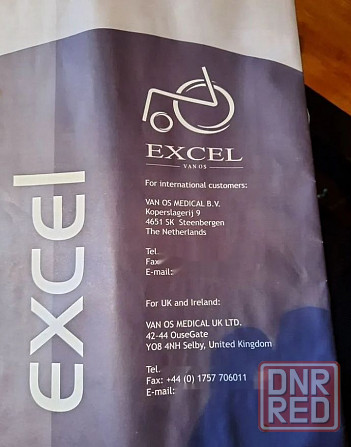 excel
EXCEL
VAN OS
For international customers:
VAN OS MEDICAL B.V.
Koperslagerij 9
4651 SK Steenbergen
The Netherlands
Tel.
Fax
E-mail:
For UK and Ireland:
VAN OS MEDICAL UK LTD.
42-44 OuseGate
YO8 4NH Selby, United Kingdom
Tel.
Fax: +44 (0) 1757 706011
E-mail:
DNR
RED